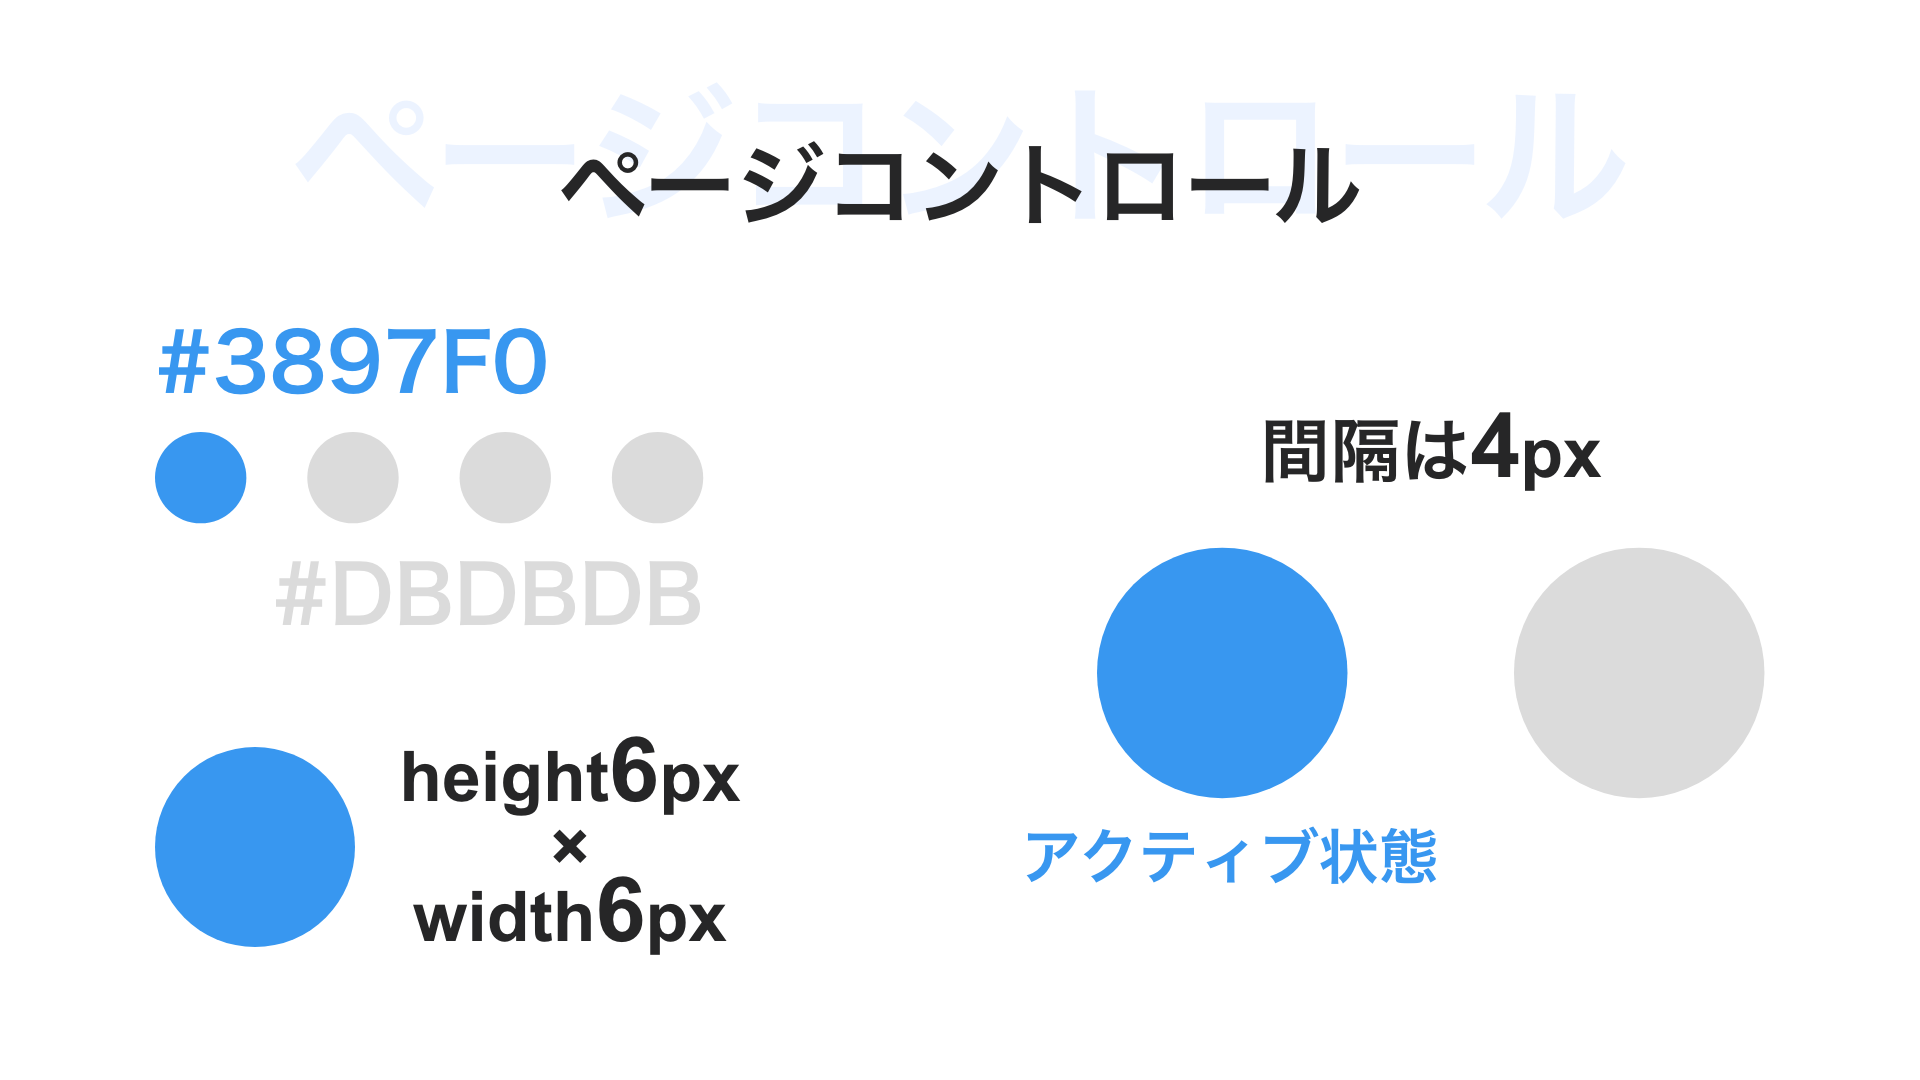 ページコントロール
ページコントロール
#3897F0
#DBDBDB
間隔は4px
アクティブ状態
height6px
×
width6px